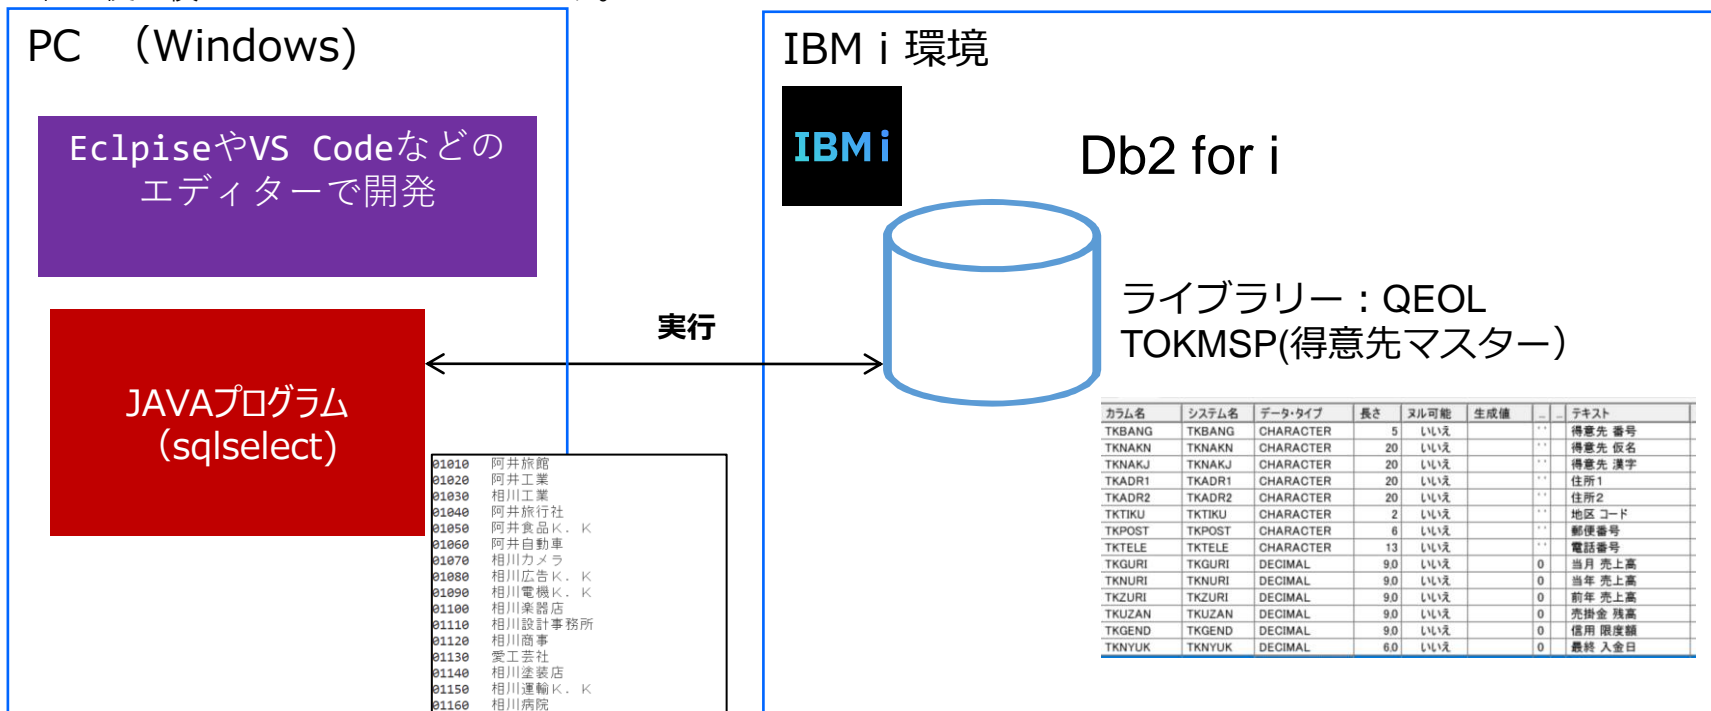 PC （Windows)
EclpiseやVS Codeなどの
エディターで開発
JAVAプログラム
（sqlselect)
01010 阿井旅館
01020 阿井工業
01030 相川工業
01040 阿井旅行社
01050 阿井食品Ｋ．Ｋ
01060 阿井自動車
01070 相川カメラ
01080 相川広告Ｋ．Ｋ
01090 相川電機Ｋ．Ｋ
01100 相川楽器店
01110 相川設計事務所
01120 相川商事
01130 愛工芸社
01140 相川塗装店
01150 相川運輸Ｋ．Ｋ
01160 相川病院
実行
IBM i 環境
IBM i
Db2 for i
ライブラリー：QEOL
TOKMSP(得意先マスター）
カラム名 システム名 データ・タイプ 長さ ヌル可能 生成値 .. .. テキスト
TKBANG TKBANG CHARACTER 5 いいえ '' 得意先 番号
TKNAKN TKNAKN CHARACTER 20 いいえ '' 得意先 仮名
TKNAKJ TKNAKJ CHARACTER 20 いいえ '' 得意先 漢字
TKADR1 TKADR1 CHARACTER 20 いいえ '' 住所1
TKADR2 TKADR2 CHARACTER 20 いいえ '' 住所2
TKTIKU TKTIKU CHARACTER 2 いいえ '' 地区 コード
TKPOST TKPOST CHARACTER 6 いいえ '' 郵便番号
TKTELE TKTELE CHARACTER 13 いいえ '' 電話番号
TKGURI TKGURI DECIMAL 9,0 いいえ 0 当月 売上高
TKNURI TKNURI DECIMAL 9,0 いいえ 0 当年 売上高
TKZURI TKZURI DECIMAL 9,0 いいえ 0 前年 売上高
TKUZAN TKUZAN DECIMAL 9,0 いいえ 0 売掛金 残高
TKGEND TKGEND DECIMAL 9,0 いいえ 0 信用 限度額
TKNYUK TKNYUK DECIMAL 6,0 いいえ 0 最終 入金日